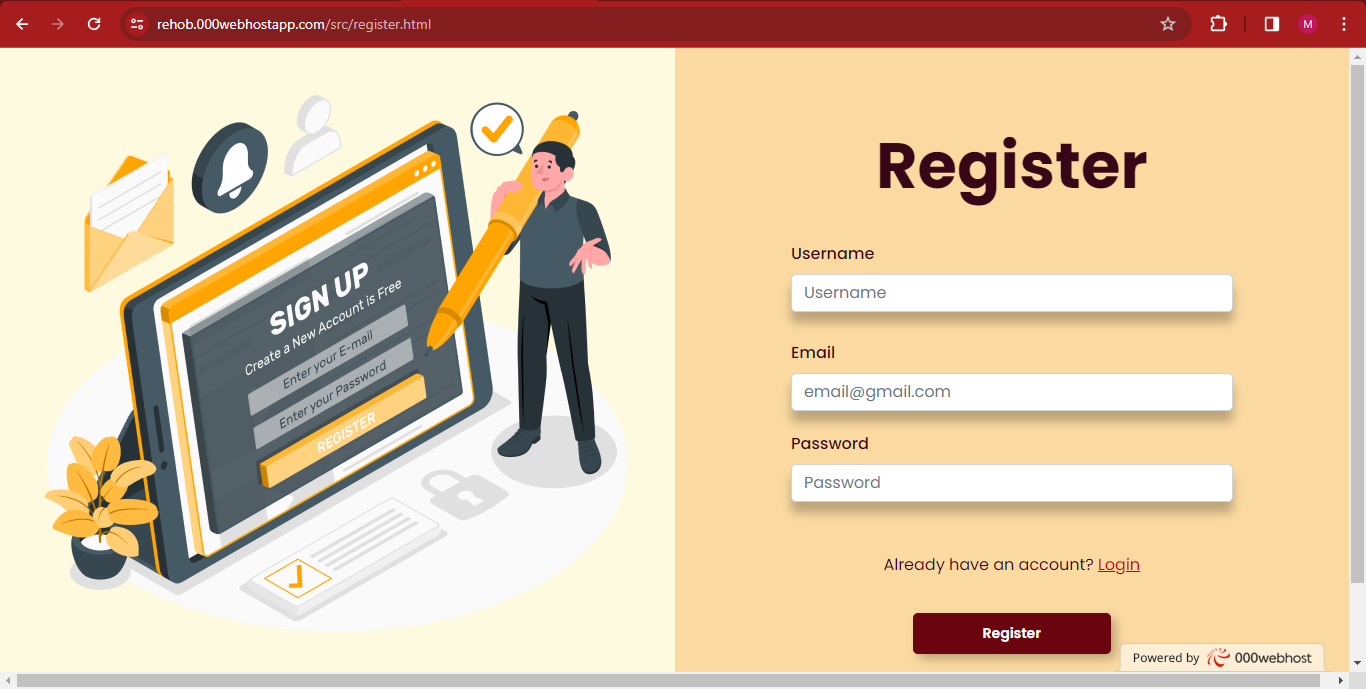 rehob.000webhostapp.com/src/register.html
M
SIGN UP
Create a New Account is Free
Enter your E-mail
Enter your Password
REGISTER
Register
Username
Username
Email
email@gmail.com
Password
Password
Already have an account? Login
Register
Powered by 000webhost